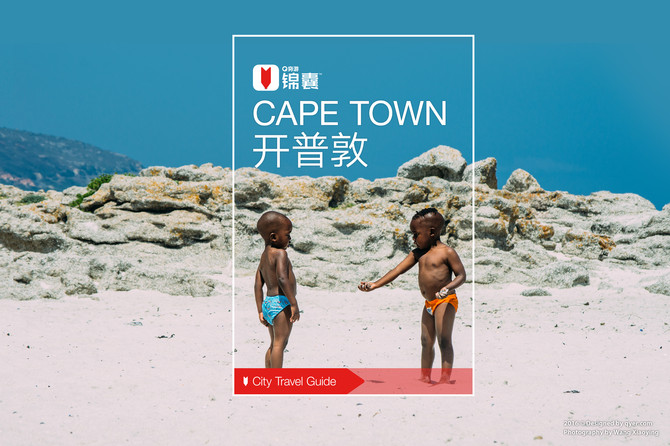 Q穷游
锦囊
CAPE TOWN
开普敦
City Travel Guide
2016 © Designed by qyer.com
Photography by Wang Xiaoying